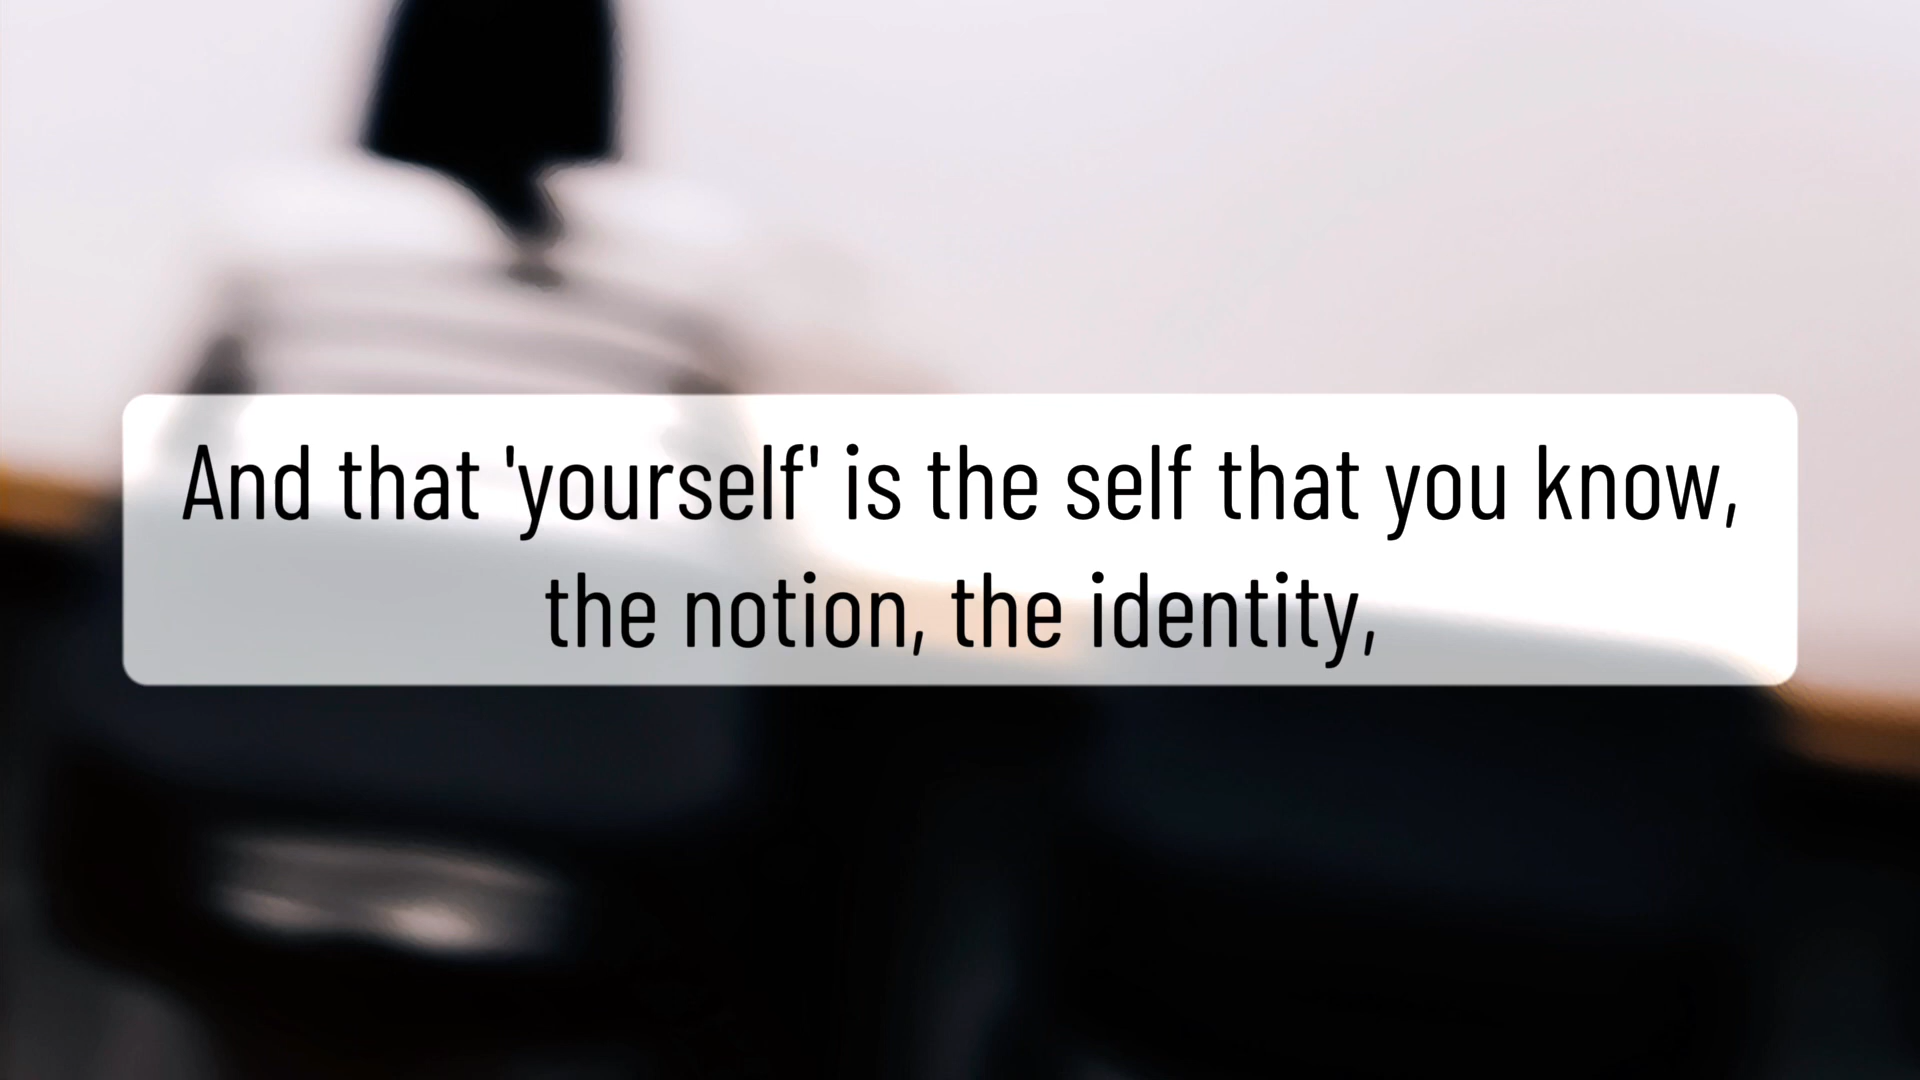 And that 'yourself' is the self that you know,
the notion, the identity,